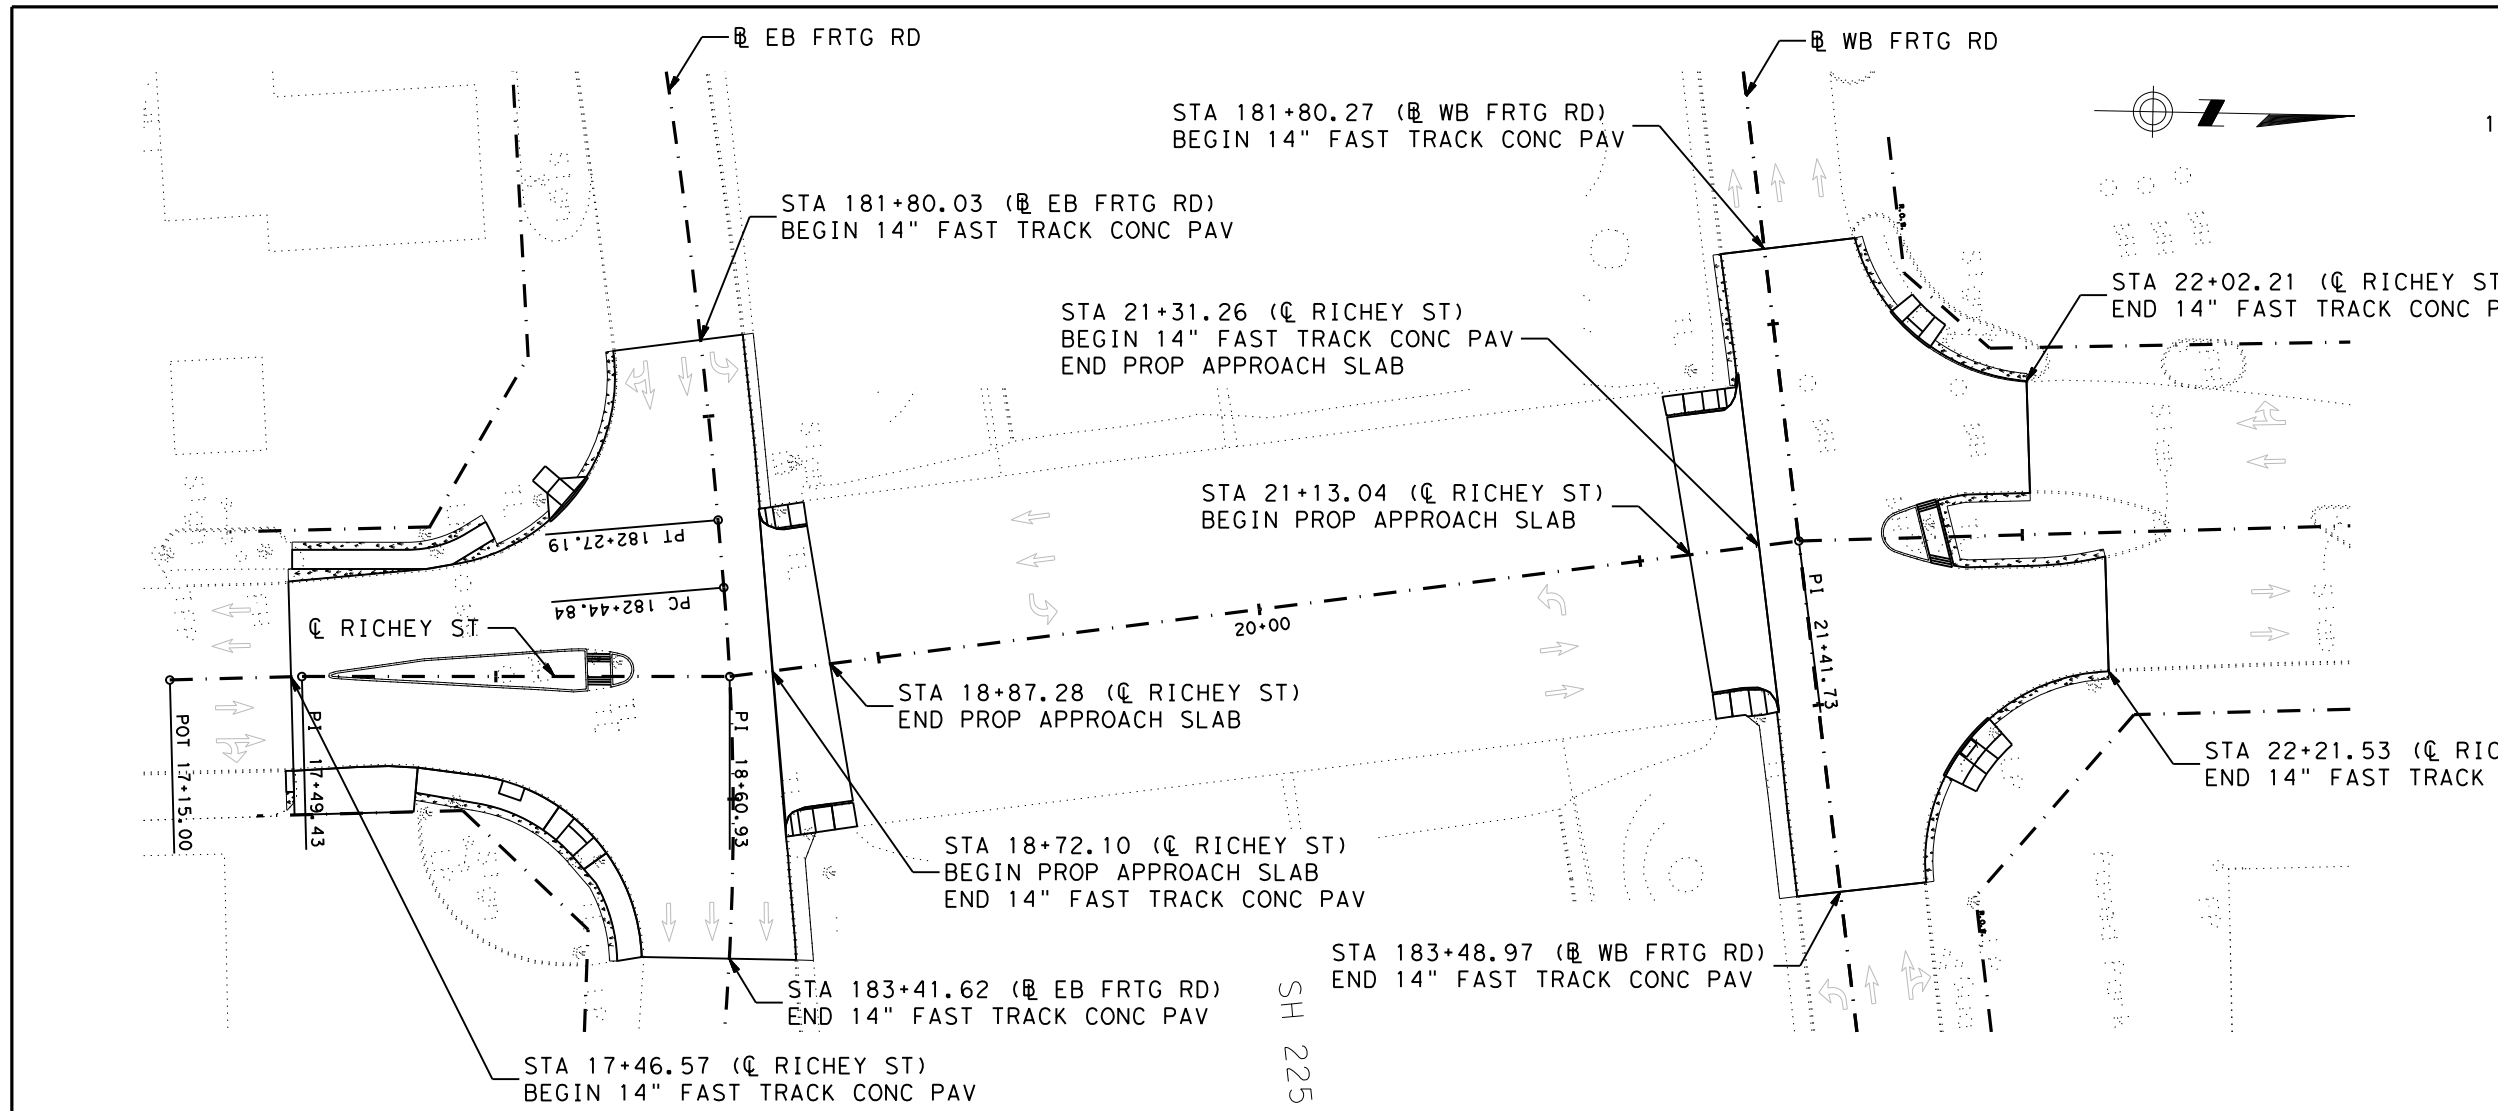 ℄ EB FRTG RD
℄ WB FRTG RD
STA 181+80.27 (℄ WB FRTG RD)
BEGIN 14" FAST TRACK CONC PAV
1
STA 181+80.03 (℄ EB FRTG RD)
BEGIN 14" FAST TRACK CONC PAV
STA 22+02.21 (℄ RICHEY ST
END 14" FAST TRACK CONC P
STA 21+31.26 (℄ RICHEY ST)
BEGIN 14" FAST TRACK CONC PAV
END PROP APPROACH SLAB
STA 21+13.04 (℄ RICHEY ST)
BEGIN PROP APPROACH SLAB
PT 182+27.19
PC 182+44.84
℄ RICHEY ST
20+00
PI 21+41.73
STA 18+87.28 (℄ RICHEY ST)
END PROP APPROACH SLAB
POT 17+15.00
PI 17+49.43
PI 18+60.93
STA 22+21.53 (℄ RIC
END 14" FAST TRACK
STA 18+72.10 (℄ RICHEY ST)
BEGIN PROP APPROACH SLAB
END 14" FAST TRACK CONC PAV
STA 183+48.97 (℄ WB FRTG RD)
END 14" FAST TRACK CONC PAV
STA 183+41.62 (℄ EB FRTG RD)
END 14" FAST TRACK CONC PAV
SH 225
STA 17+46.57 (℄ RICHEY ST)
BEGIN 14" FAST TRACK CONC PAV